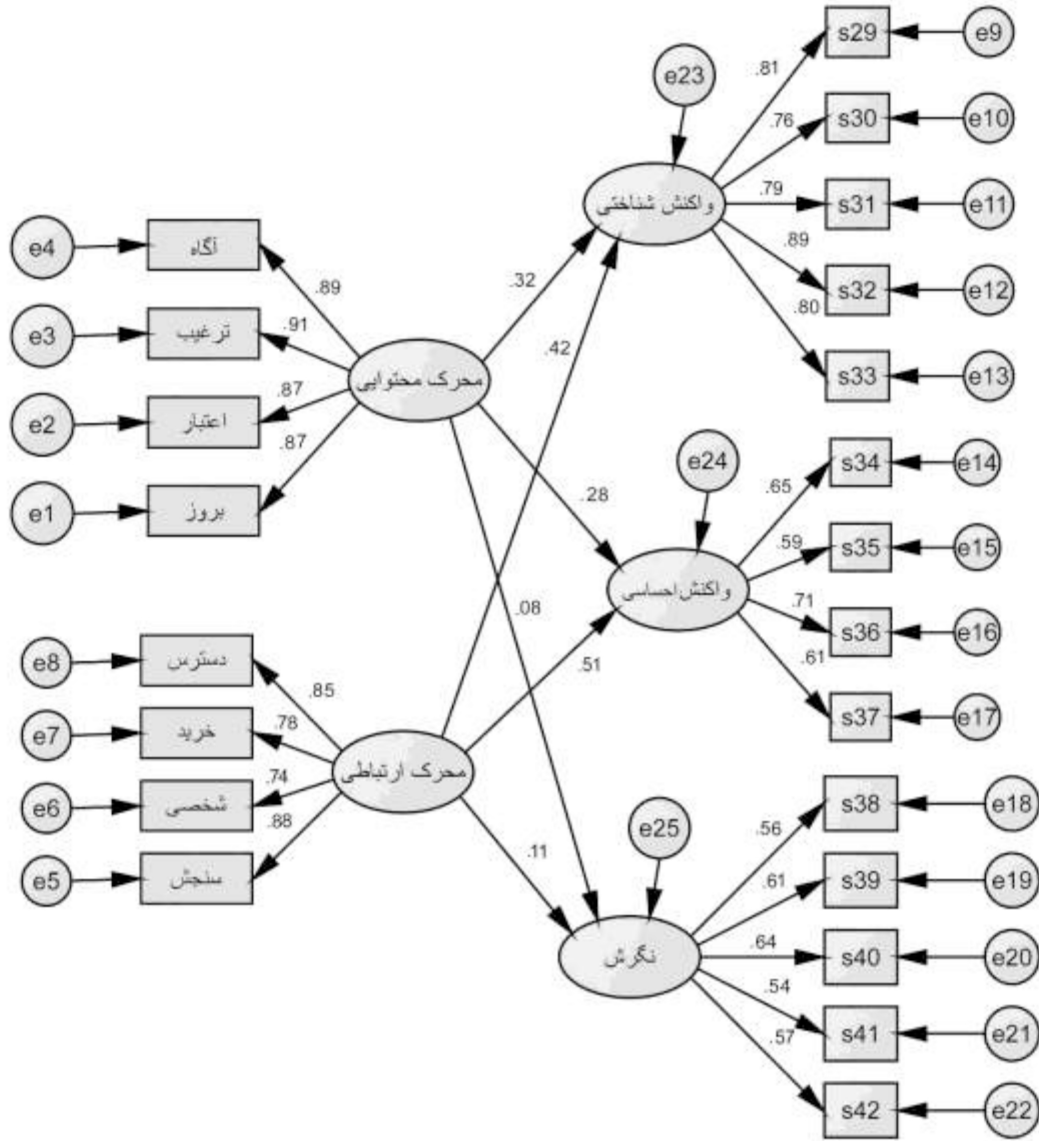 s29
e9
e23
.81
s30
e10
.76
واکنش شناختی
.79
s31
e11
e4
آگاه
.89
s32
e12
.89
.32
.80
e3
ترغیب
.91
.42
s33
e13
محرک محتوایی
.87
e2
اعتبار
.87
e24
s34
e14
.65
e1
بروز
.28
.59
s35
e15
واکنش احساسی
.08
.71
s36
e16
e8
دسترس
.51
.61
.85
s37
e17
e7
خرید
.78
محرک ارتباطی
.74
e6
شخصی
s38
e18
.88
e25
.56
e5
سنجش
.11
s39
e19
.61
نگرش
.64
s40
e20
.54
s41
e21
.57
s42
e22